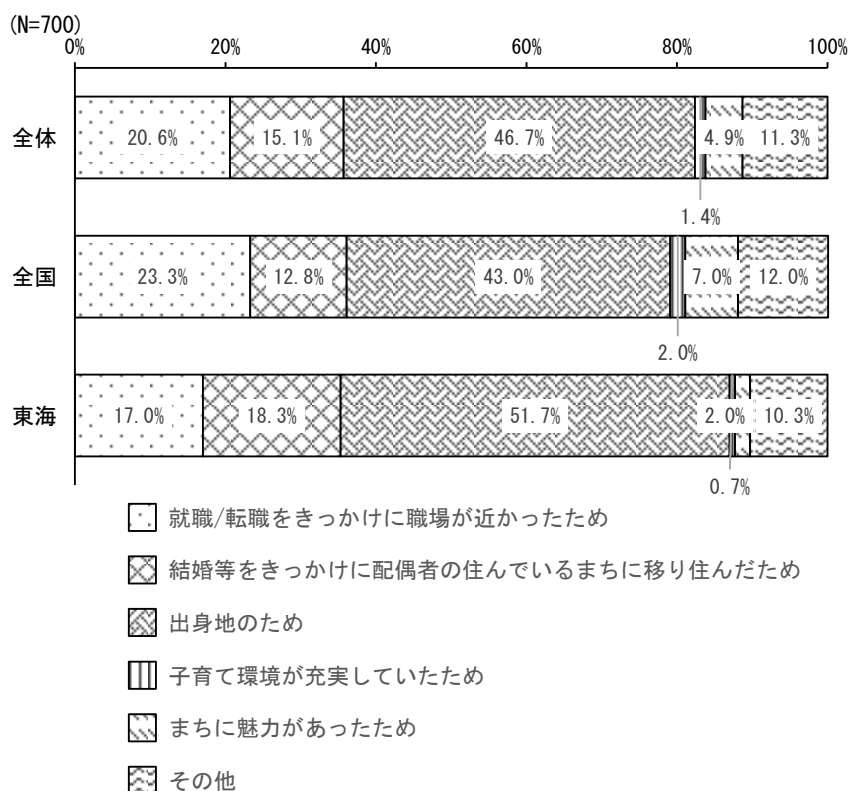 (N=700)
0% 20% 40% 60% 80% 100%
全体 20.6% 15.1% 46.7% 4.9% 11.3%
1.4%
全国 23.3% 12.8% 43.0% 7.0% 12.0%
2.0%
東海 17.0% 18.3% 51.7% 2.0% 10.3%
0.7%
就職/転職をきっかけに職場が近かったため
結婚等をきっかけに配偶者の住んでいるまちに移り住んだため
出身地のため
子育て環境が充実していたため
まちに魅力があったため
その他